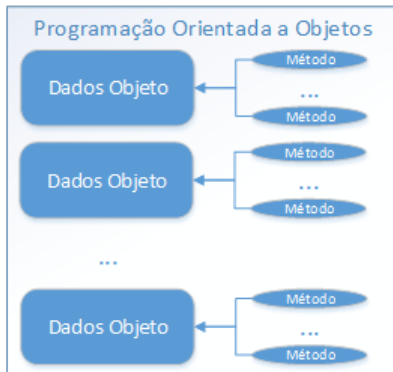 Programação Orientada a Objetos
Dados Objeto
Método
...
Método
Dados Objeto
Método
...
Método
...
Dados Objeto
Método
...
Método